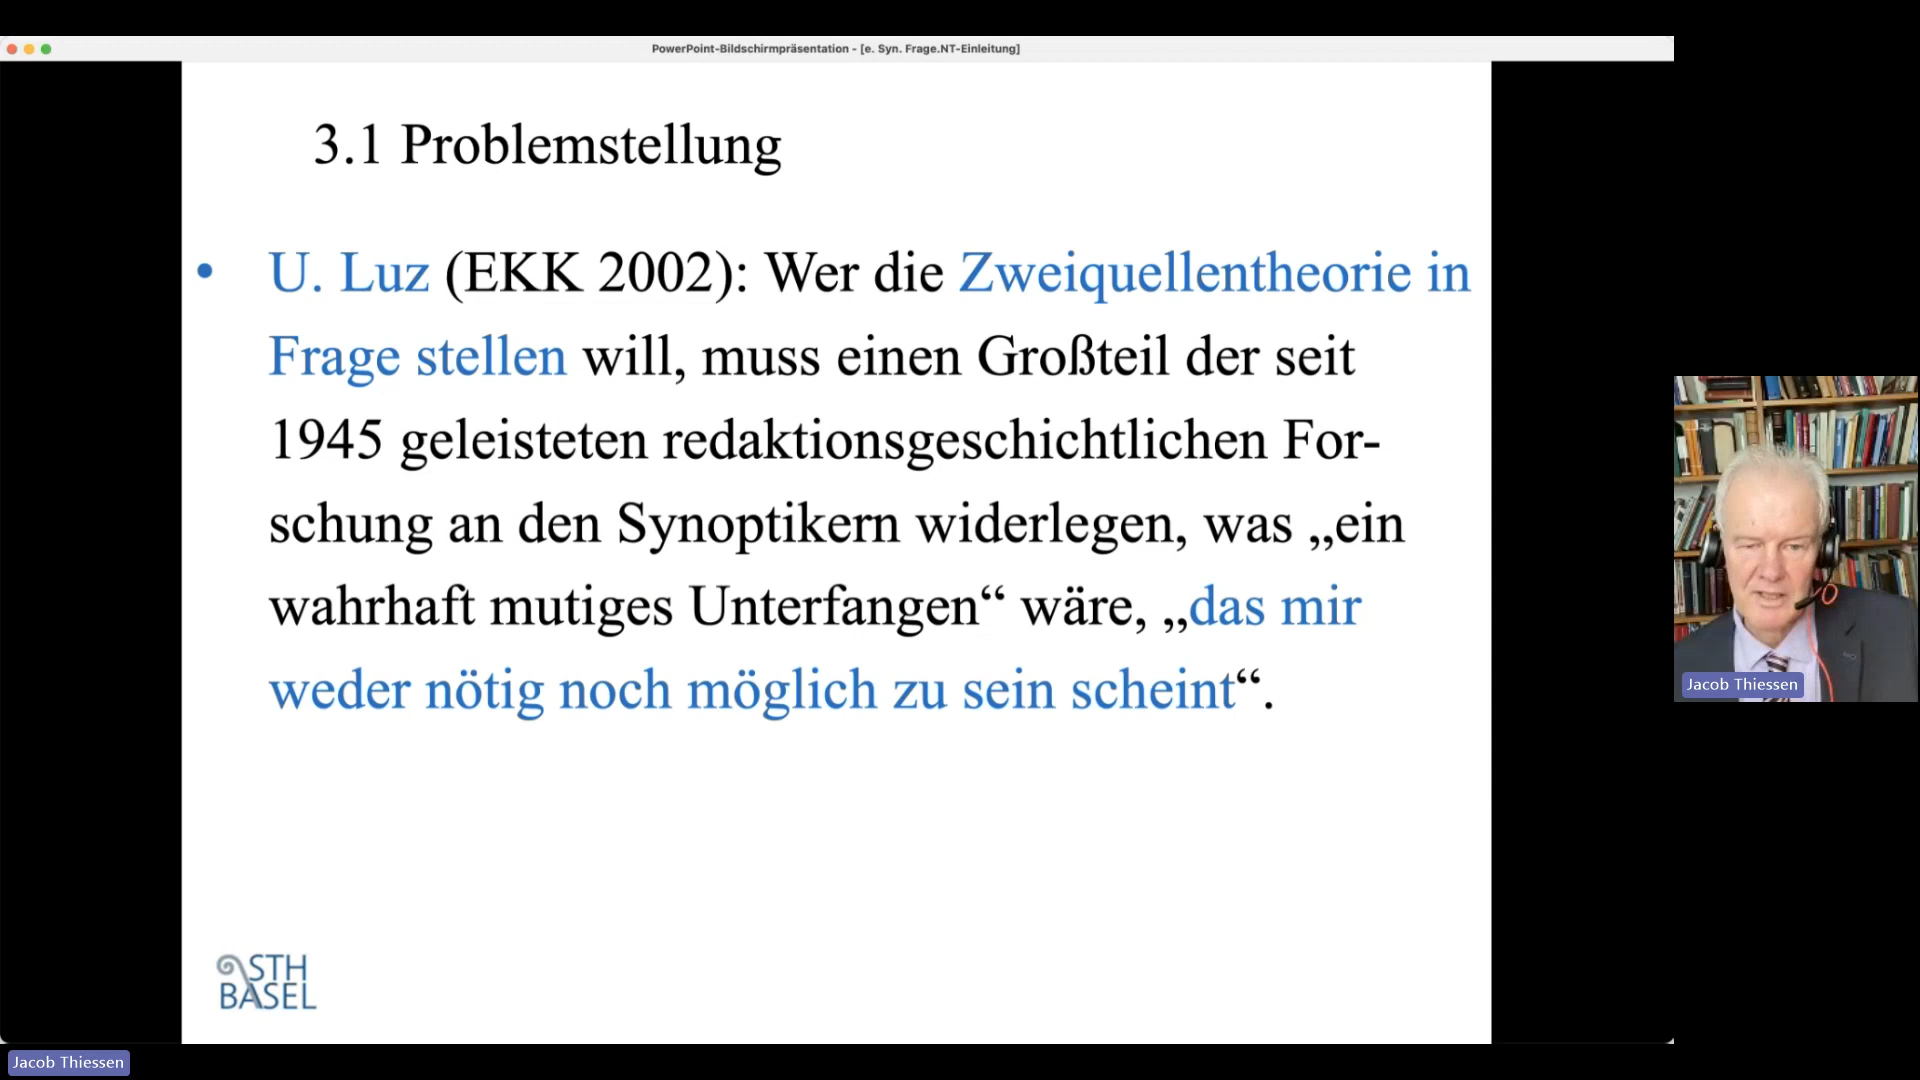 PowerPoint-Bildschirmpräsentation - [e. Syn. Frage.NT-Einleitung]
3.1 Problemstellung
• U. Luz (EKK 2002): Wer die Zweiquellentheorie in
Frage stellen will, muss einen Großteil der seit
1945 geleisteten redaktionsgeschichtlichen For-
schung an den Synoptikern widerlegen, was „ein
wahrhaft mutiges Unterfangen“ wäre, „das mir
weder nötig noch möglich zu sein scheint“.
STH
BASEL
Jacob Thiessen
Jacob Thiessen